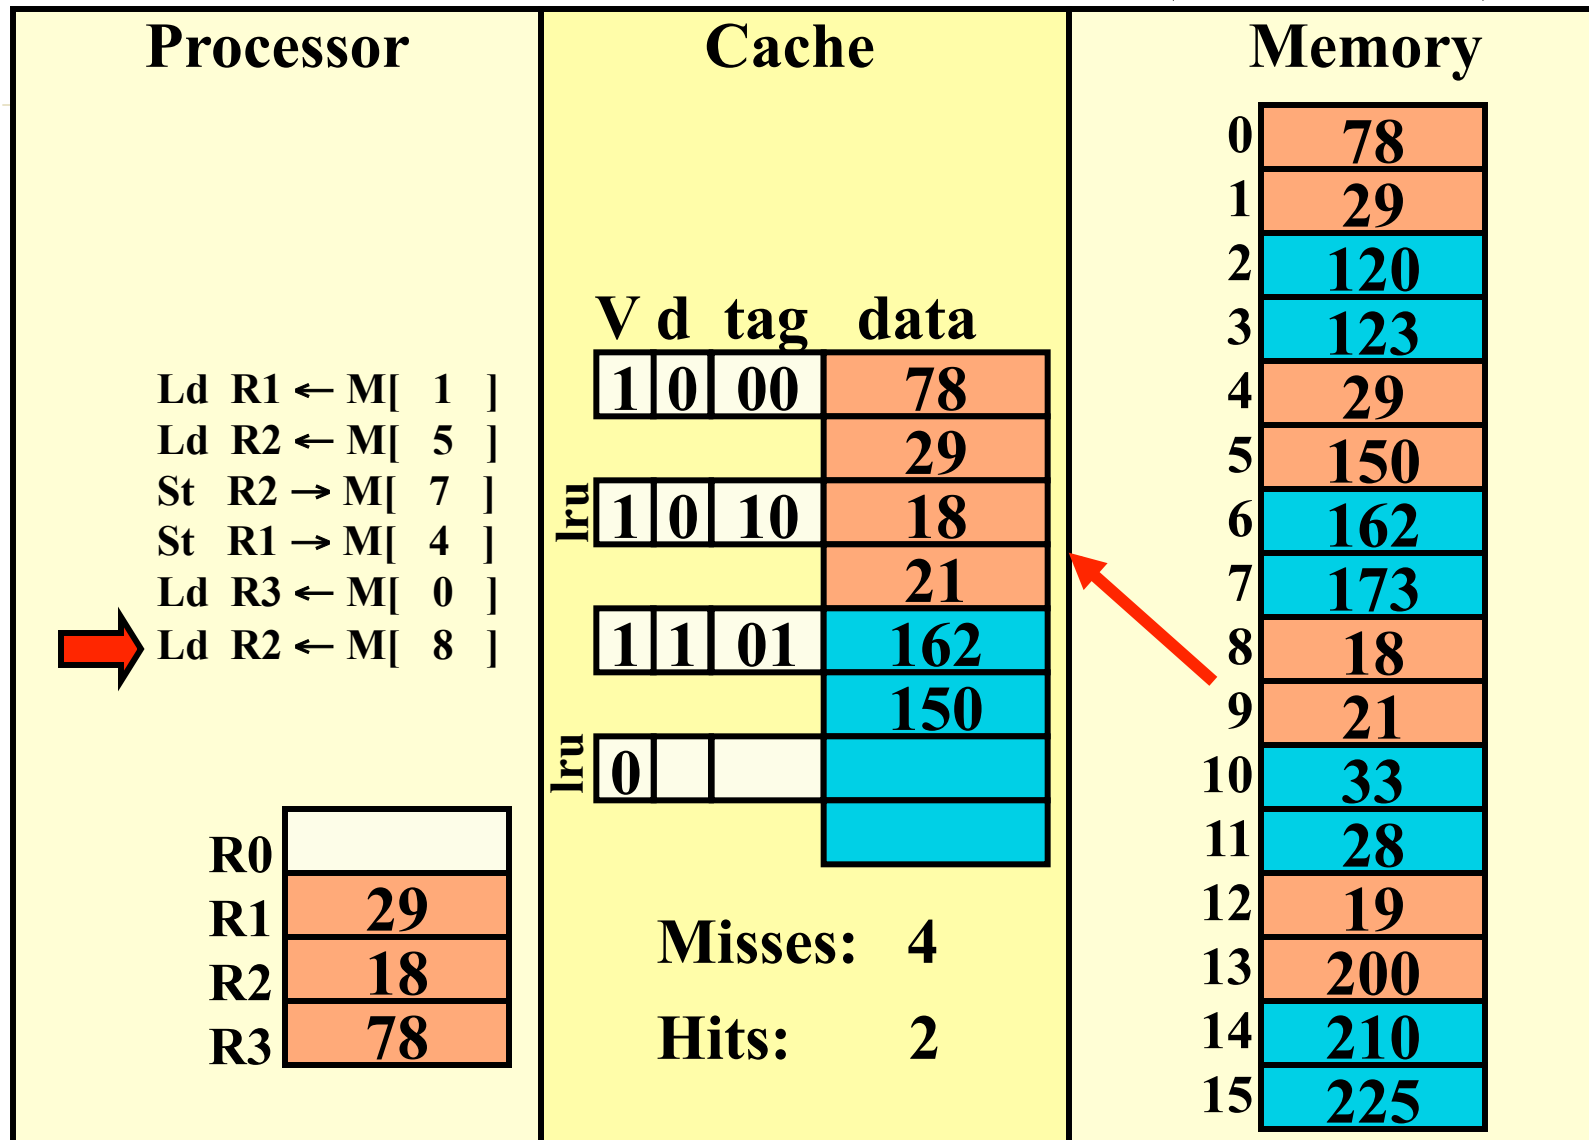 Processor
Ld R1 ← M[ 1 ]
Ld R2 ← M[ 5 ]
St R2 → M[ 7 ]
St R1 → M[ 4 ]
Ld R3 ← M[ 0 ]
Ld R2 ← M[ 8 ]
R0
R1 29
R2 18
R3 78
Cache
V d tag data
1 0 00 78
29
lru 1 0 10 18
21
1 1 01 162
150
lru 0
Misses: 4
Hits: 2
Memory
0 78
1 29
2 120
3 123
4 29
5 150
6 162
7 173
8 18
9 21
10 33
11 28
12 19
13 200
14 210
15 225